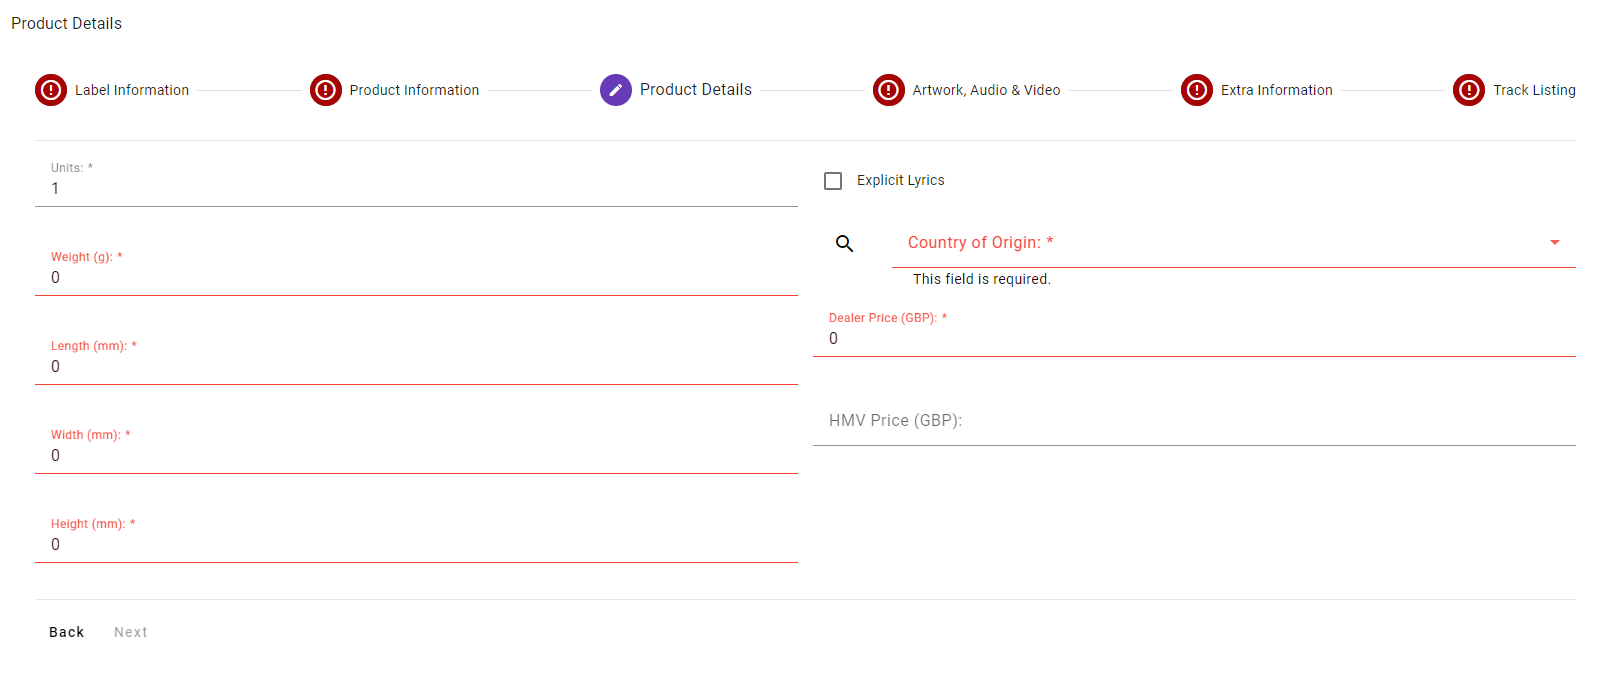 Product Details
Label Information
Product Information
Product Details
Artwork, Audio & Video
Extra Information
Track Listing
Units: *
1
Weight (g): *
0
Length (mm): *
0
Width (mm): *
0
Height (mm): *
0
Explicit Lyrics
Country of Origin: *
This field is required.
Dealer Price (GBP): *
0
HMV Price (GBP):
Back
Next